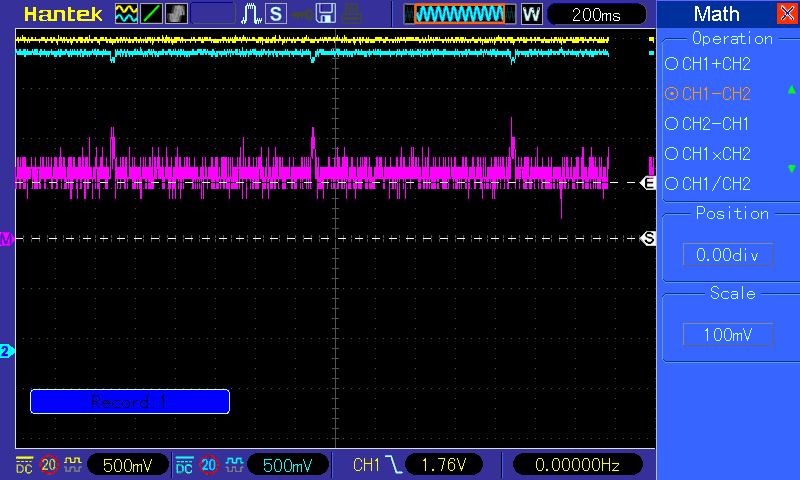 Hantek S W 200ms Math
Operation
CH1+CH2
CH1-CH2
CH2-CH1
CH1×CH2
CH1/CH2
E
Position
S
M
0.00div
Scale
100mV
2
Record 1
DC 20 500mV DC 20 500mV CH1 1.76V 0.00000Hz